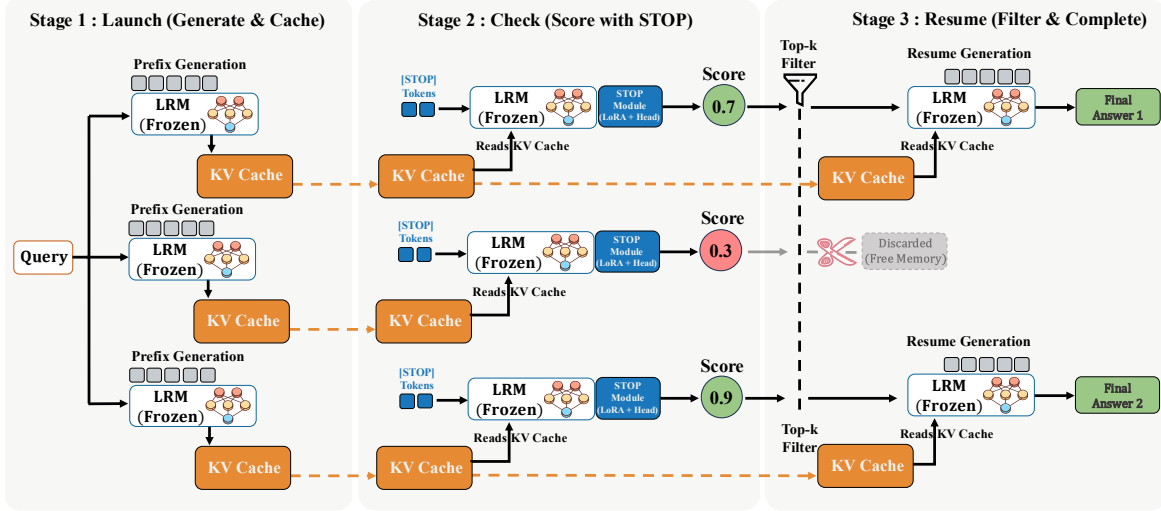 Stage 1 : Launch (Generate & Cache)
Stage 2 : Check (Score with STOP)
Stage 3 : Resume (Filter & Complete)
Prefix Generation
LRM
(Frozen)
KV Cache
[STOP]
Tokens
LRM
(Frozen)
STOP
Module
(LoRA + Head)
Reads KV Cache
KV Cache
Score
0.7
Top-k
Filter
Resume Generation
LRM
(Frozen)
Reads KV Cache
KV Cache
Final
Answer 1
Query
Prefix Generation
LRM
(Frozen)
KV Cache
[STOP]
Tokens
LRM
(Frozen)
STOP
Module
(LoRA + Head)
Reads KV Cache
KV Cache
Score
0.3
Discarded
(Free Memory)
Prefix Generation
LRM
(Frozen)
KV Cache
[STOP]
Tokens
LRM
(Frozen)
STOP
Module
(LoRA + Head)
Reads KV Cache
KV Cache
Score
0.9
Top-k
Filter
Resume Generation
LRM
(Frozen)
Reads KV Cache
KV Cache
Final
Answer 2